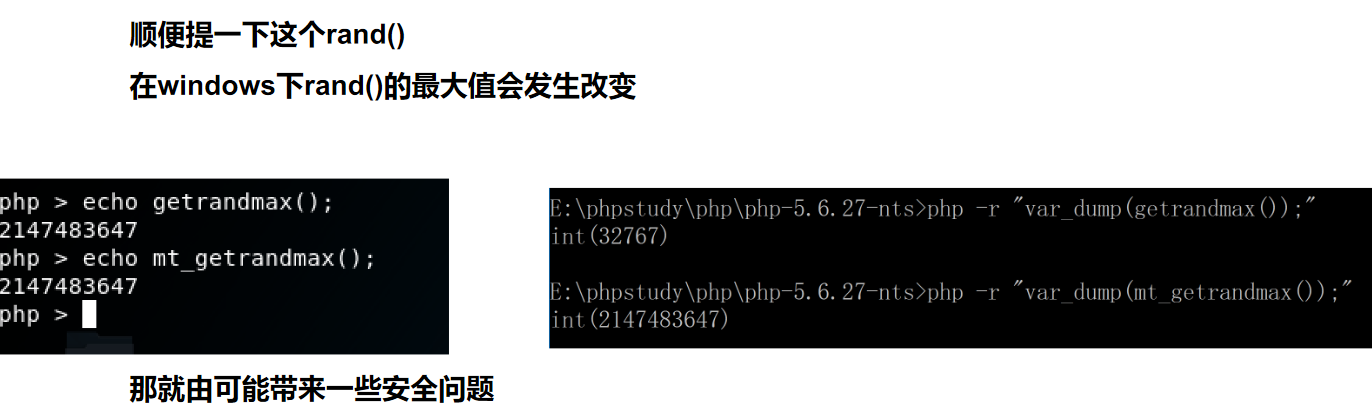 顺便提一下这个rand()
在windows下rand()的最大值会发生改变
php > echo getrandmax();
2147483647
php > echo mt_getrandmax();
2147483647
php >
E:\phpstudy\php\php-5.6.27-nts>php -r "var_dump(getrandmax());"
int(32767)
E:\phpstudy\php\php-5.6.27-nts>php -r "var_dump(mt_getrandmax());"
int(2147483647)
那就由可能带来一些安全问题